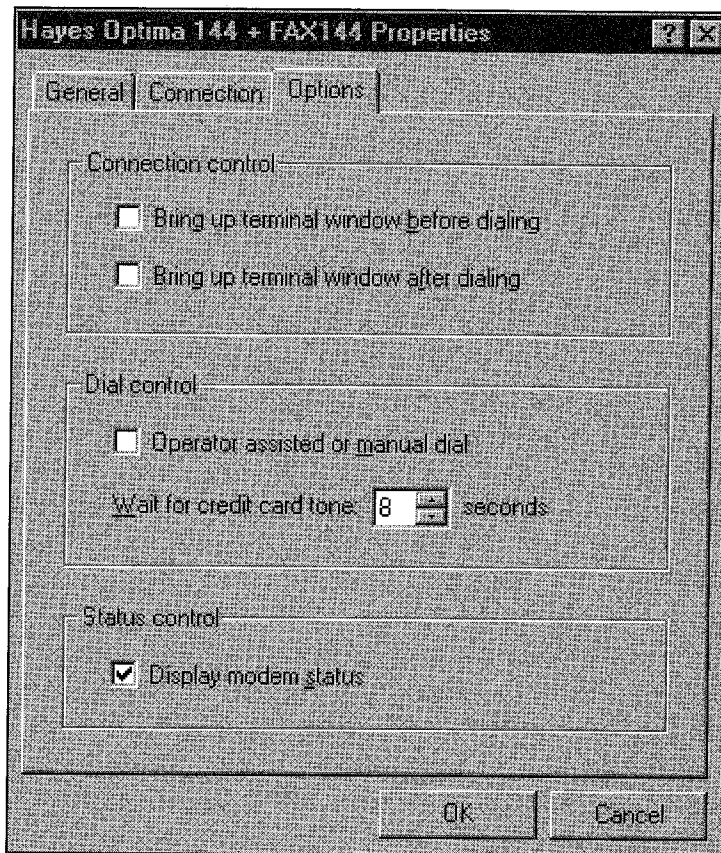 Hayes Optima 144 + FAX144 Properties
General Connection Options
Connection control
Bring up terminal window before dialing
Bring up terminal window after dialing
Dial control
Operator assisted or manual dial
Wait for credit card tone: 8 seconds
Status control
Display modem status
OK Cancel